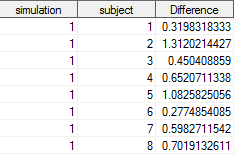 simulation subject Difference
1 1 0.3198318333
1 2 1.3120214427
1 3 0.450408859
1 4 0.6520711338
1 5 1.0825825056
1 6 0.2774854085
1 7 0.5982711542
1 8 0.7019132611